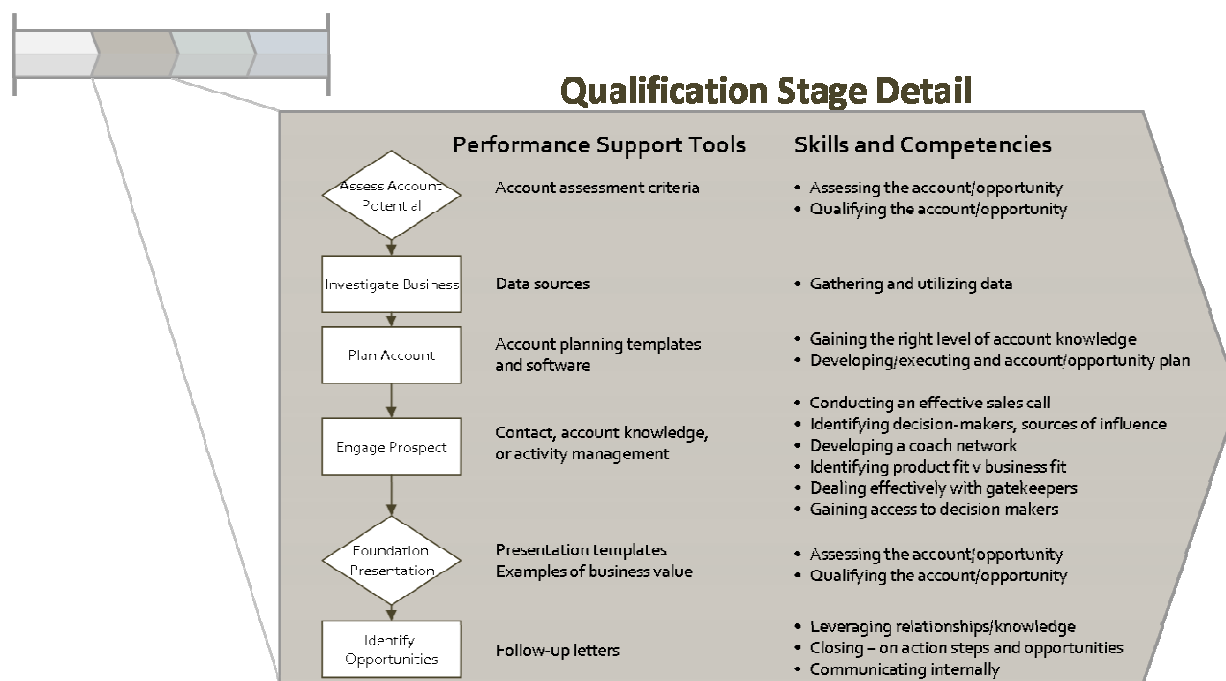 Qualification Stage Detail
Performance Support Tools
Skills and Competencies
Assess Account
Potential
Account assessment criteria
• Assessing the account/opportunity
• Qualifying the account/opportunity
Investigate Business
Data sources
• Gathering and utilizing data
Plan Account
Account planning templates
and software
• Gaining the right level of account knowledge
• Developing/executing and account/opportunity plan
Engage Prospect
Contact, account knowledge,
or activity management
• Conducting an effective sales call
• Identifying decision-makers, sources of influence
• Developing a coach network
• Identifying product fit v business fit
• Dealing effectively with gatekeepers
• Gaining access to decision makers
Foundation
Presentation
Presentation templates
Examples of business value
• Assessing the account/opportunity
• Qualifying the account/opportunity
Identify
Opportunities
Follow-up letters
• Leveraging relationships/knowledge
• Closing – on action steps and opportunities
• Communicating internally